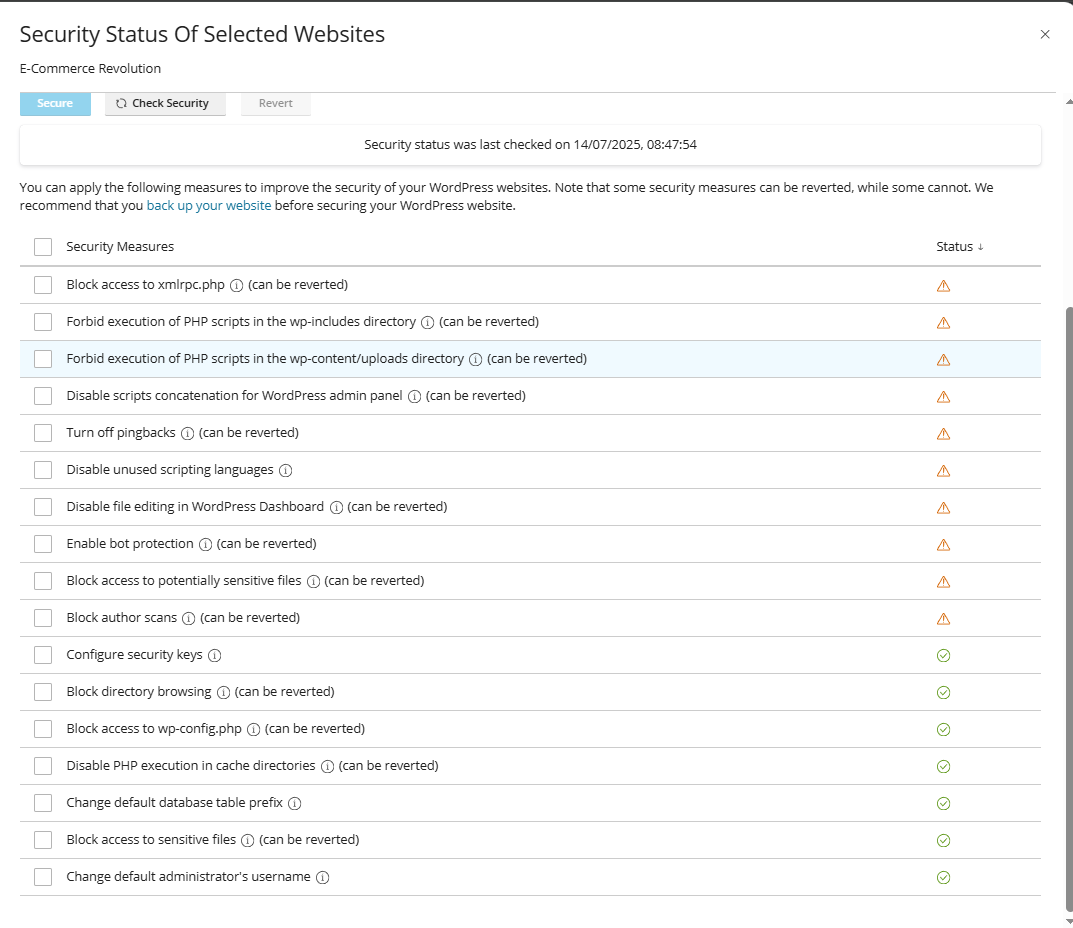 Security Status Of Selected Websites
E-Commerce Revolution
Secure
Check Security
Revert
Security status was last checked on 14/07/2025, 08:47:54
You can apply the following measures to improve the security of your WordPress websites. Note that some security measures can be reverted, while some cannot. We
recommend that you back up your website before securing your WordPress website.
Security Measures Status ↓
Block access to xmlrpc.php (can be reverted)
Forbid execution of PHP scripts in the wp-includes directory (can be reverted)
Forbid execution of PHP scripts in the wp-content/uploads directory (can be reverted)
Disable scripts concatenation for WordPress admin panel (can be reverted)
Turn off pingbacks (can be reverted)
Disable unused scripting languages
Disable file editing in WordPress Dashboard (can be reverted)
Enable bot protection (can be reverted)
Block access to potentially sensitive files (can be reverted)
Block author scans (can be reverted)
Configure security keys
Block directory browsing (can be reverted)
Block access to wp-config.php (can be reverted)
Disable PHP execution in cache directories (can be reverted)
Change default database table prefix
Block access to sensitive files (can be reverted)
Change default administrator's username